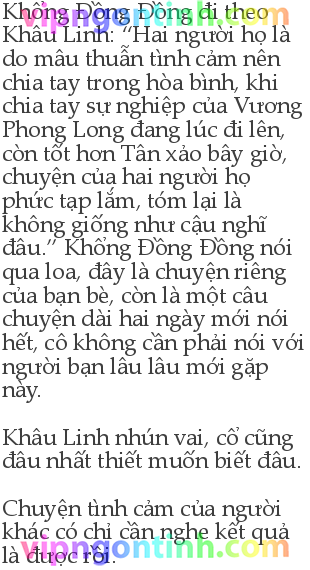 Khổng Đồng Đồng đi theo
vipngontinh.com
Khâu Linh: “Hai người họ là
do mâu thuẫn tình cảm nên
chia tay trong hòa bình, khi
chia tay sự nghiệp của Vương
Phong Long đang lúc đi lên,
còn tốt hơn Tân xảo bây giờ,
chuyện của hai người họ
phức tạp lắm, tóm lại là
không giống như cậu nghĩ
đâu.” Khổng Đồng Đồng nói
qua loa, đây là chuyện riêng
của bạn bè, còn là một câu
chuyện dài hai ngày mới nói
hết, cô không cần phải nói với
người bạn lâu lâu mới gặp
này.
Khâu Linh nhún vai, cổ cũng
đâu nhất thiết muốn biết đâu.
Chuyện tình cảm của người
khác có chỉ cần nghe kết quả
là được rồi.
vipngontinh.com